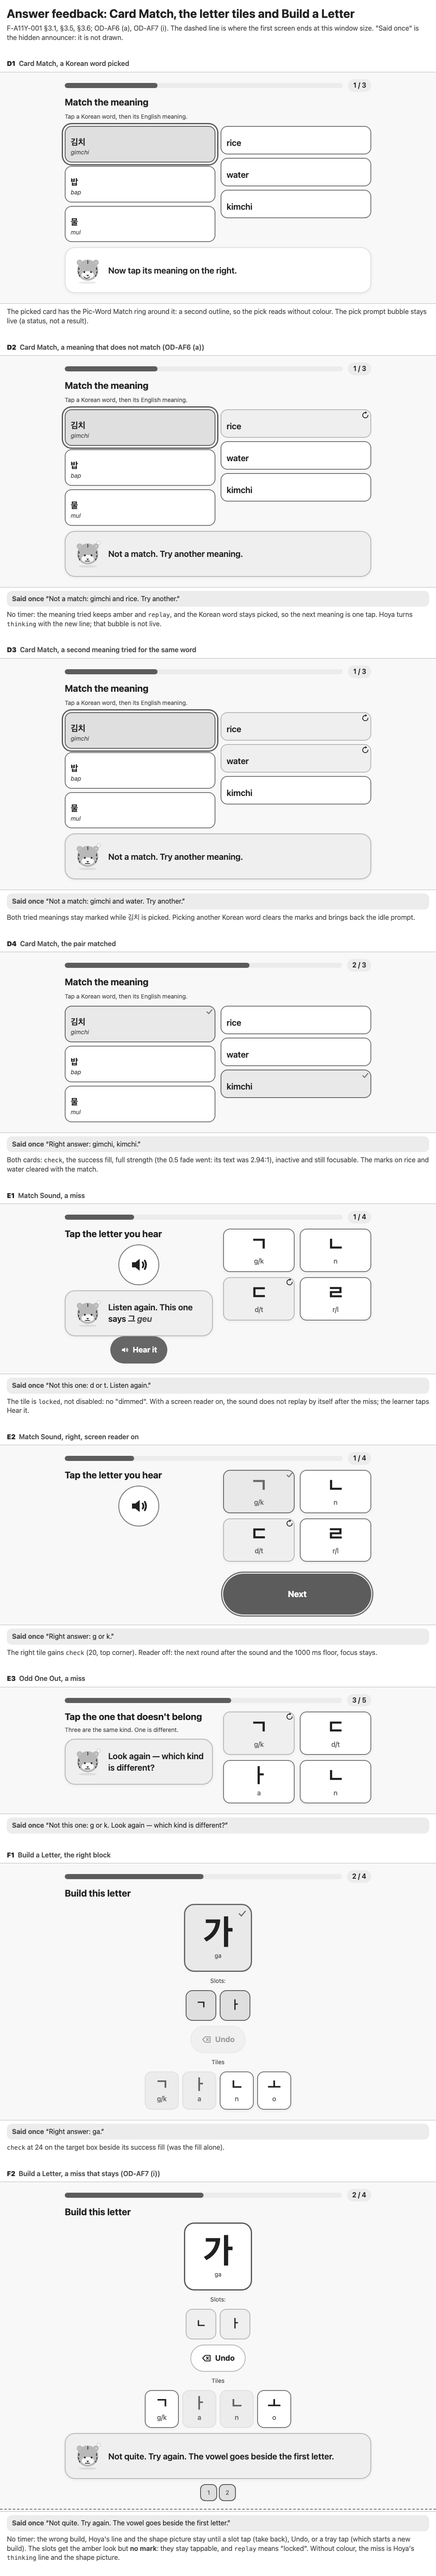 Answer feedback: Card Match, the letter tiles and Build a Letter
F-A11Y-001 §3.1, §3.5, §3.6; OD-AF6 (a), OD-AF7 (i). The dashed line is where the first screen ends at this window size. "Said once" is
the hidden announcer: it is not drawn.
D1 Card Match, a Korean word picked
1 / 3
Match the meaning
Tap a Korean word, then its English meaning.
김치
gimchi
rice
밥
bap
water
물
mul
kimchi
Now tap its meaning on the right.
The picked card has the Pic-Word Match ring around it: a second outline, so the pick reads without colour. The pick prompt bubble stays
live (a status, not a result).
D2 Card Match, a meaning that does not match (OD-AF6 (a))
1 / 3
Match the meaning
Tap a Korean word, then its English meaning.
김치
gimchi
rice
밥
bap
water
물
mul
kimchi
Not a match. Try another meaning.
Said once "Not a match: gimchi and rice. Try another."
No timer: the meaning tried keeps amber and replay, and the Korean word stays picked, so the next meaning is one tap. Hoya turns
thinking with the new line; that bubble is not live.
D3 Card Match, a second meaning tried for the same word
1 / 3
Match the meaning
Tap a Korean word, then its English meaning.
김치
gimchi
rice
밥
bap
water
물
mul
kimchi
Not a match. Try another meaning.
Said once "Not a match: gimchi and water. Try another."
Both tried meanings stay marked while 김치 is picked. Picking another Korean word clears the marks and brings back the idle prompt.
D4 Card Match, the pair matched
2 / 3
Match the meaning
Tap a Korean word, then its English meaning.
김치
gimchi
rice
밥
bap
water
물
mul
kimchi
Said once "Right answer: gimchi, kimchi."
Both cards: check, the success fill, full strength (the 0.5 fade went: its text was 2.94:1), inactive and still focusable. The marks on rice and
water cleared with the match.
E1 Match Sound, a miss
1 / 4
Tap the letter you hear
ㄱ
g/k
ㄴ
n
ㄷ
d/t
ㄹ
r/l
Listen again. This one
says 그 geu
Hear it
Said once "Not this one: d or t. Listen again."
The tile is locked, not disabled: no "dimmed". With a screen reader on, the sound does not replay by itself after the miss; the learner taps
Hear it.
E2 Match Sound, right, screen reader on
1 / 4
Tap the letter you hear
ㄱ
g/k
ㄴ
n
ㄷ
d/t
ㄹ
r/l
Next
Said once "Right answer: g or k."
The right tile gains check (20, top corner). Reader off: the next round after the sound and the 1000 ms floor, focus stays.
E3 Odd One Out, a miss
3 / 5
Tap the one that doesn't belong
Three are the same kind. One is different.
ㄱ
g/k
ㄷ
d/t
ㅏ
a
ㄴ
n
Look again — which kind
is different?
Said once "Not this one: g or k. Look again — which kind is different?"
F1 Build a Letter, the right block
2 / 4
Build this letter
가
ga
Slots:
ㄱ ㅏ
Undo
Tiles
ㄱ
g/k
ㅏ
a
ㄴ
n
ㅗ
o
Said once "Right answer: ga."
check at 24 on the target box beside its success fill (was the fill alone).
F2 Build a Letter, a miss that stays (OD-AF7 (i))
2 / 4
Build this letter
가
ga
Slots:
ㄴ ㅏ
Undo
Tiles
ㄱ
g/k
ㅏ
a
ㄴ
n
ㅗ
o
Not quite. Try again. The vowel goes beside the first letter.
1 2
Said once "Not quite. Try again. The vowel goes beside the first letter."
No timer: the wrong build, Hoya's line and the shape picture stay until a slot tap (take back), Undo, or a tray tap (which starts a new
build). The slots get the amber look but no mark: they stay tappable, and replay means "locked". Without colour, the miss is Hoya's
thinking line and the shape picture.